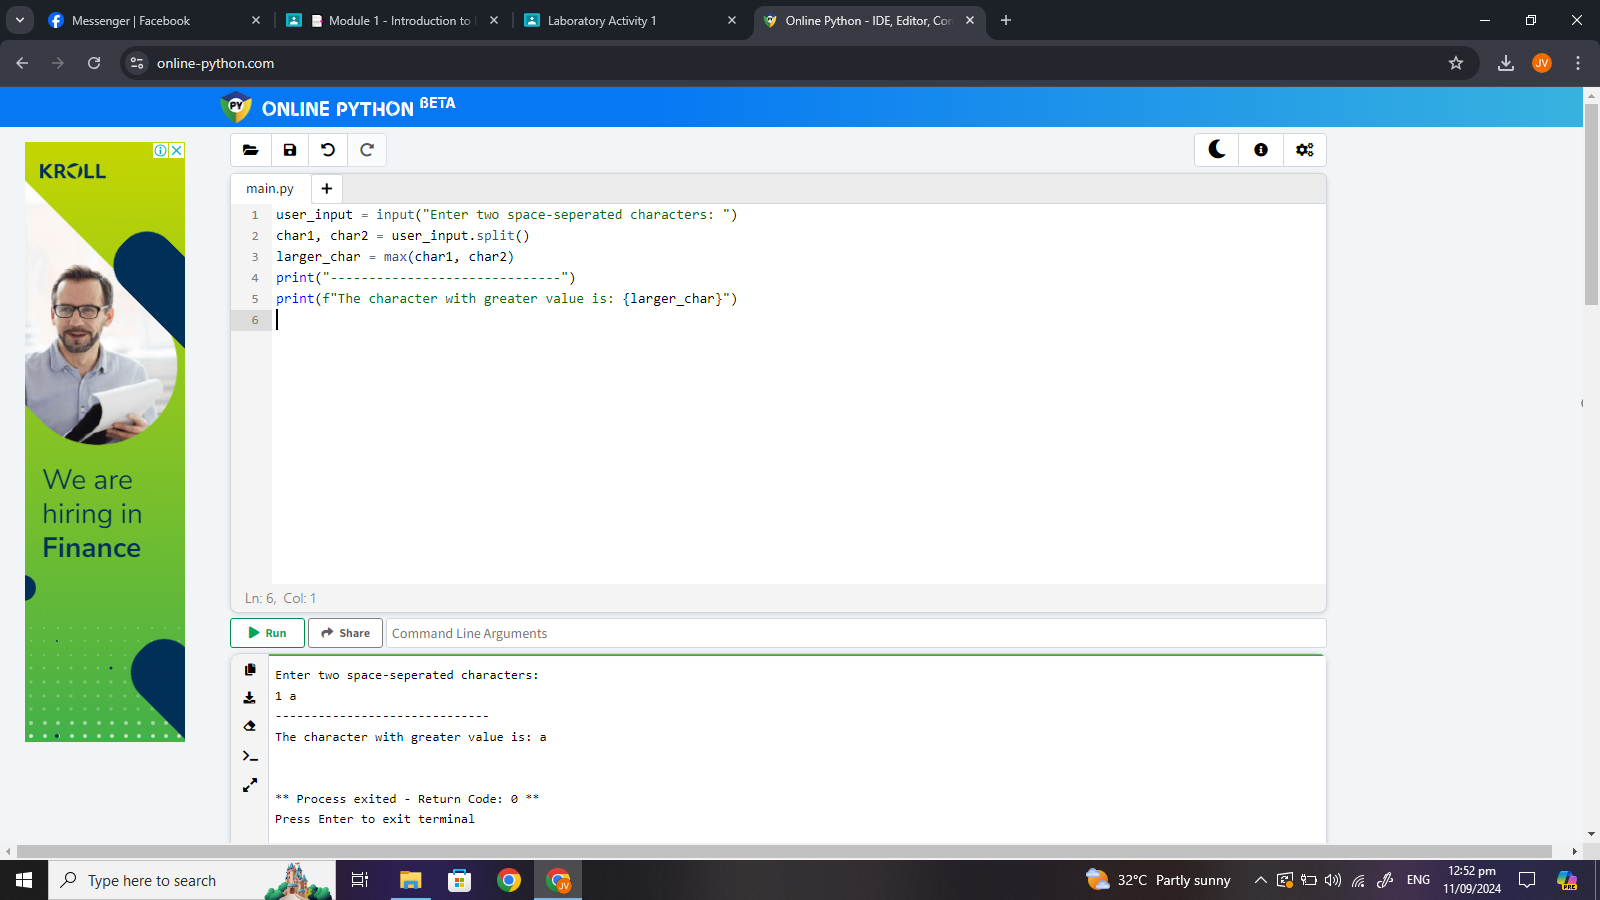 Messenger | Facebook
Module 1 - Introduction to
Laboratory Activity 1
Online Python - IDE, Editor, Con
online-python.com
JV
PY
ONLINE PYTHON BETA
KROLL
We are
hiring in
Finance
main.py
+
1 user_input = input("Enter two space-seperated characters: ")
2 char1, char2 = user_input.split()
3 larger_char = max(char1, char2)
4 print("------------------------------")
5 print(f"The character with greater value is: {larger_char}")
6
Ln: 6, Col: 1
Run
Share
Command Line Arguments
Enter two space-seperated characters:
1 a
------------------------------
The character with greater value is: a
** Process exited - Return Code: 0 **
Press Enter to exit terminal
Type here to search
JV
32°C Partly sunny
ENG
12:52 pm
11/09/2024
PRE